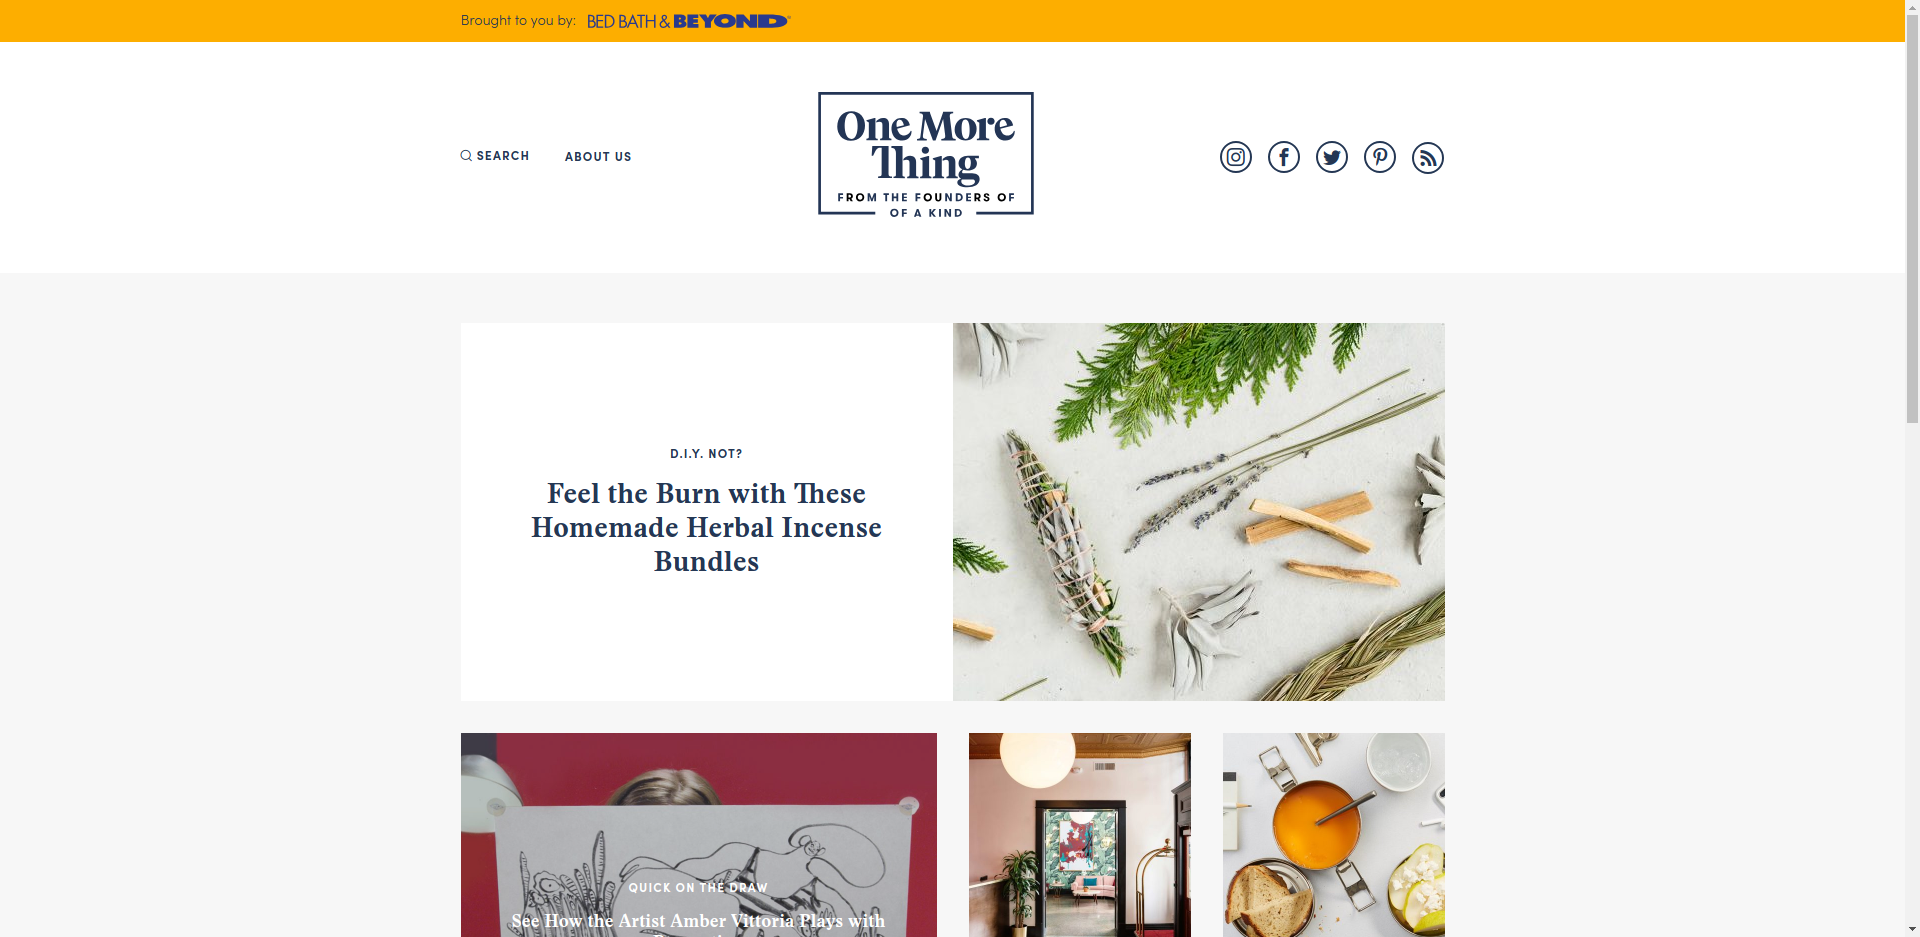 Brought to you by: BED BATH & BEYOND
SEARCH
ABOUT US
One More
Thing
FROM THE FOUNDERS OF
OF A KIND
D.I.Y. NOT?
Feel the Burn with These
Homemade Herbal Incense
Bundles
QUICK ON THE DRAW
See How the Artist Amber Vittoria Plays with